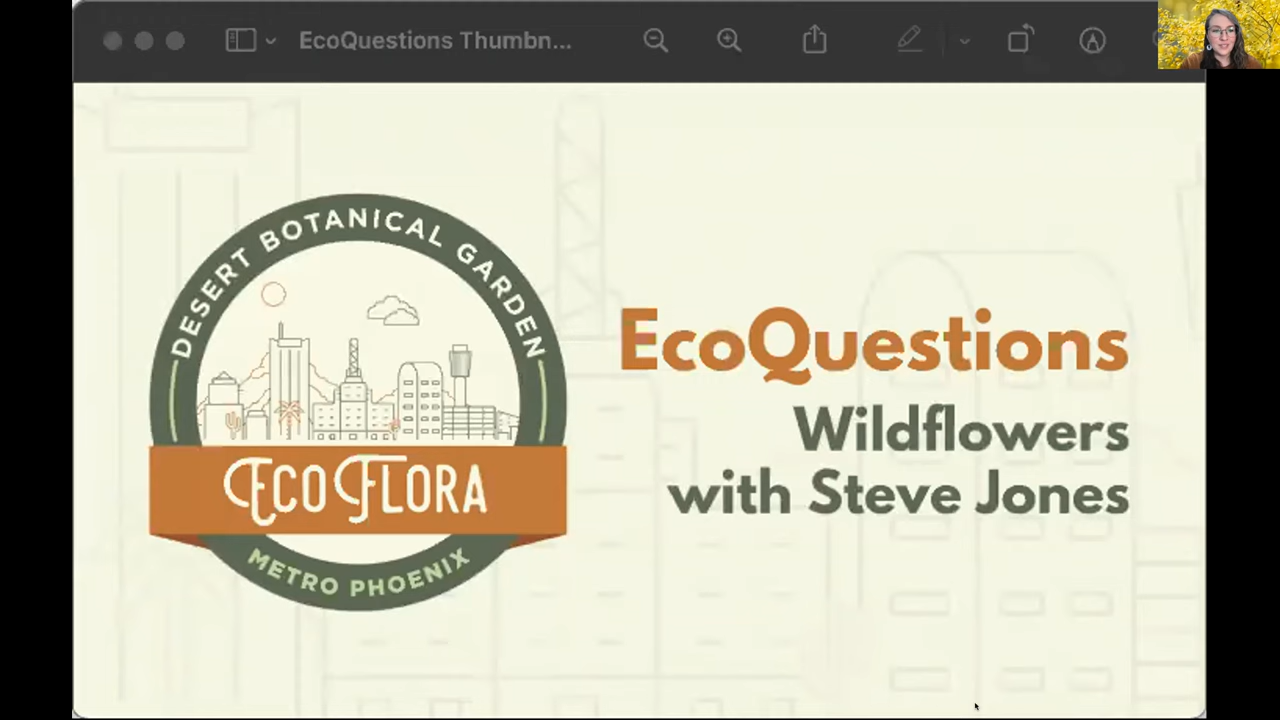 EcoQuestions Thumbn...
DESERT BOTANICAL GARDEN
ECOFLORA
METRO PHOENIX
EcoQuestions
Wildflowers
with Steve Jones